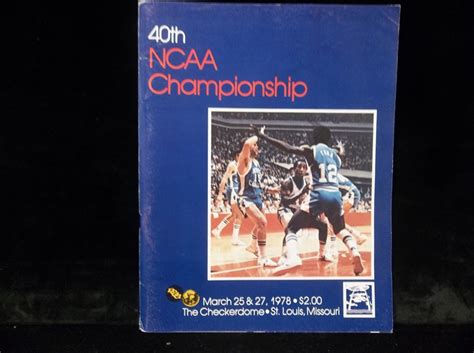 40th
NCAA
Championship
12
March 25 & 27, 1978 • $2.00
The Checkerdome • St. Louis, Missouri